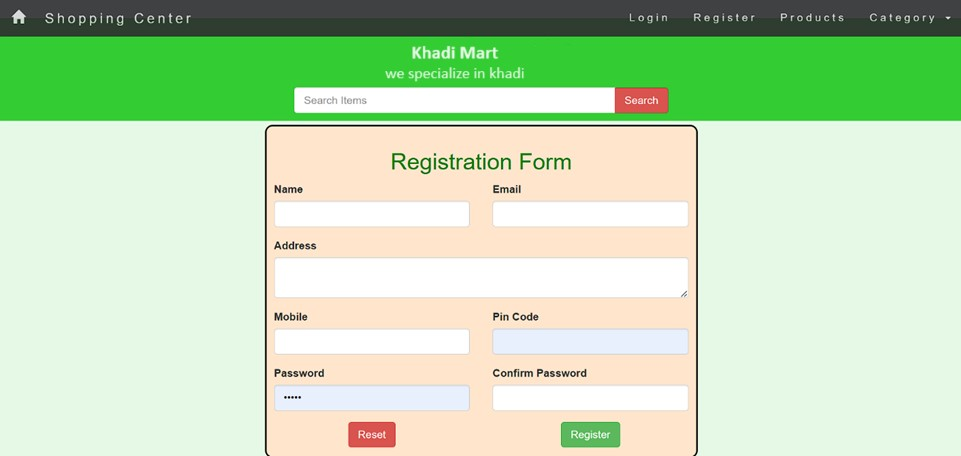 Shopping Center Login Register Products Category
Khadi Mart
we specialize in khadi
Search Items Search
Registration Form
Name Email
Address
Mobile Pin Code
Password Confirm Password
•••••
Reset Register